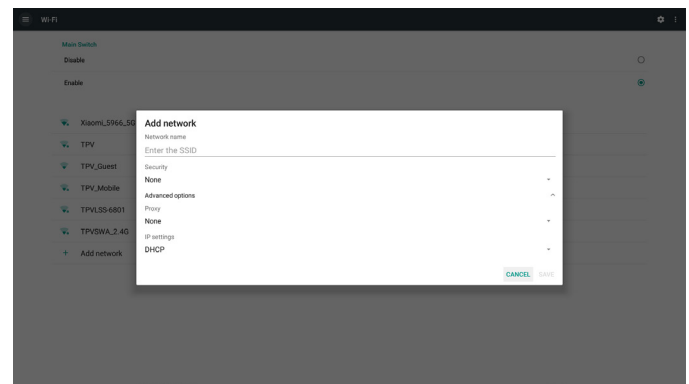 Wi-Fi
Main Switch
Disable
Enable
Xiaomi_5966_5G
TPV
TPV_Guest
TPV_Mobile
TPVLSS-6801
TPVSWA_2.4G
+ Add network
Add network
Network name
Enter the SSID
Security
None
Advanced options
Proxy
None
IP settings
DHCP
CANCEL SAVE